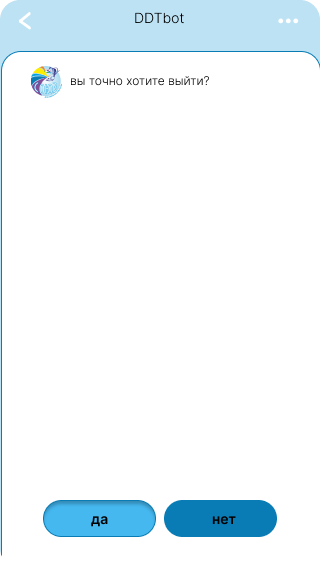 DDTbot
вы точно хотите выйти?
да
нет